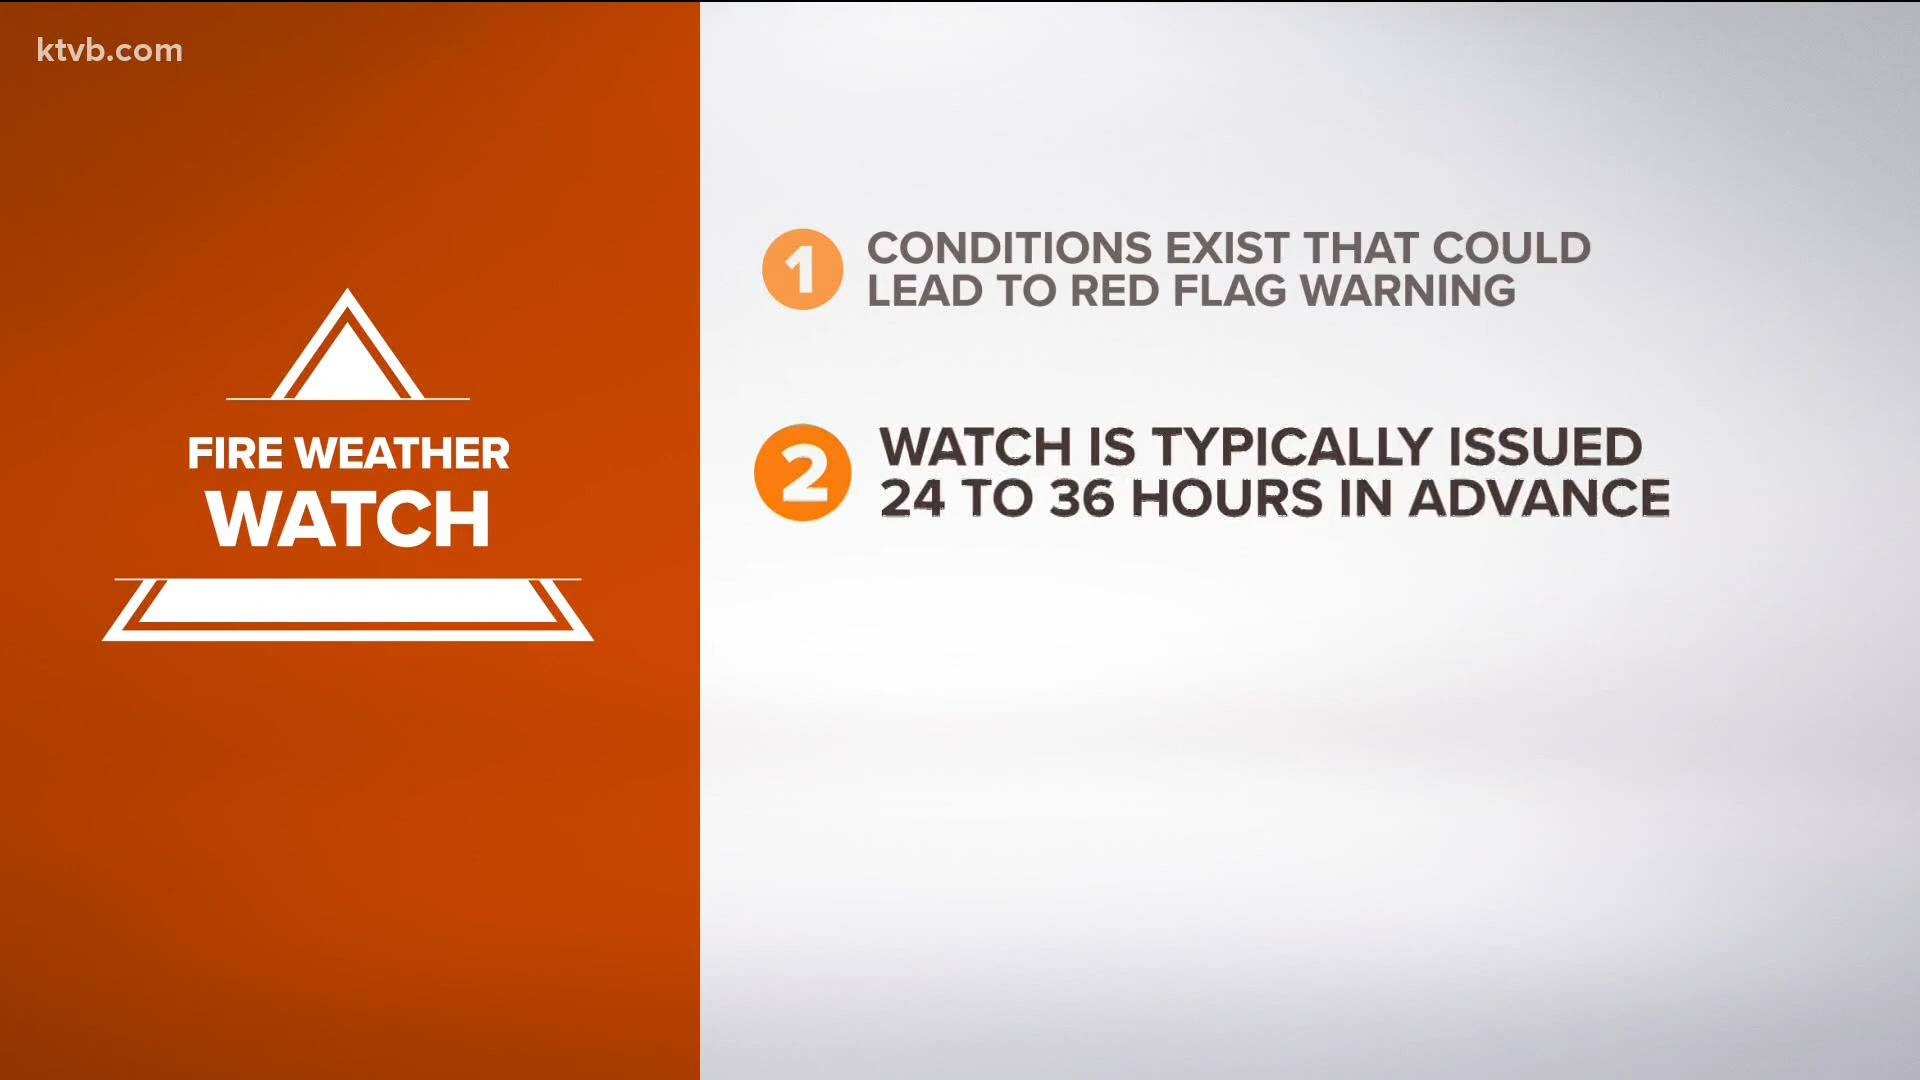 ktvb.com
FIRE WEATHER
WATCH
1 CONDITIONS EXIST THAT COULD
LEAD TO RED FLAG WARNING
2 WATCH IS TYPICALLY ISSUED
24 TO 36 HOURS IN ADVANCE